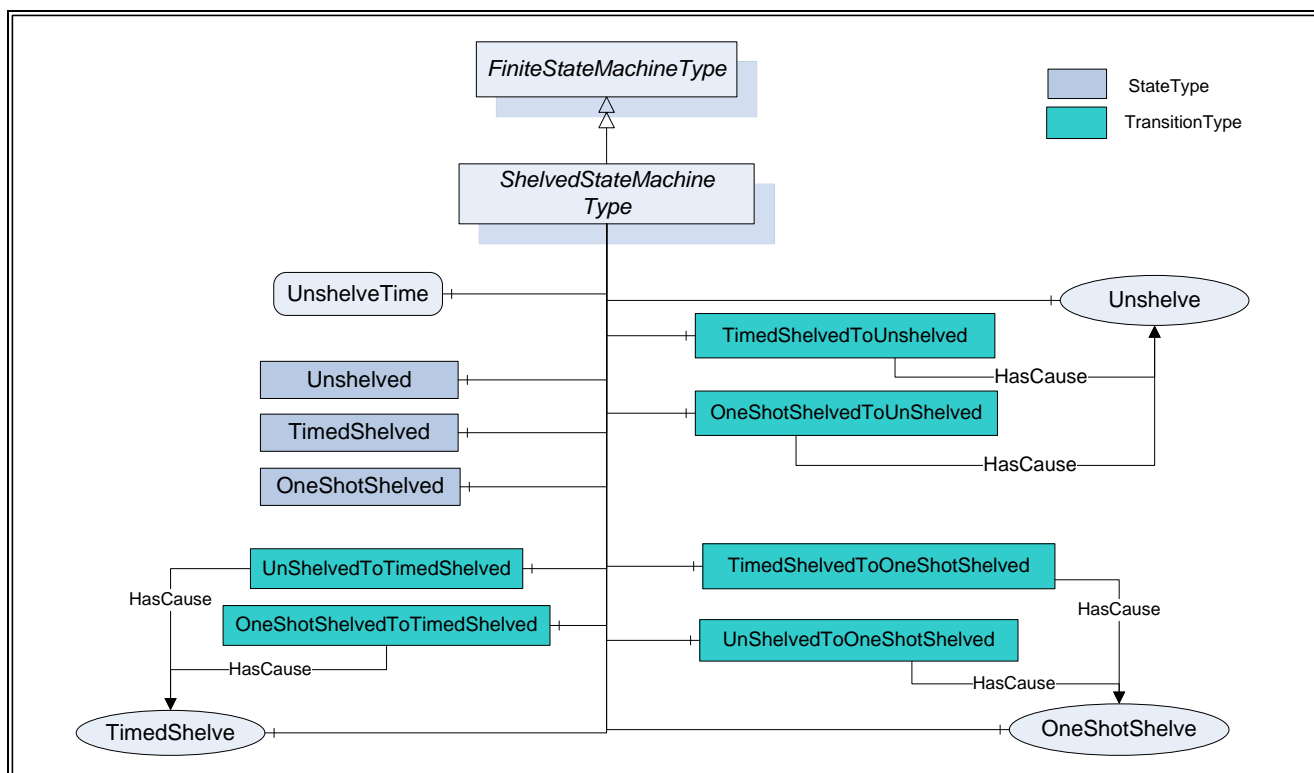 FiniteStateMachineType
StateType
TransitionType
ShelvedStateMachine
Type
UnshelveTime
Unshelve
TimedShelvedToUnshelved
HasCause
Unshelved
OneShotShelvedToUnShelved
TimedShelved
HasCause
OneShotShelved
UnShelvedToTimedShelved
TimedShelvedToOneShotShelved
HasCause
HasCause
OneShotShelvedToTimedShelved
UnShelvedToOneShotShelved
HasCause
HasCause
TimedShelve
OneShotShelve